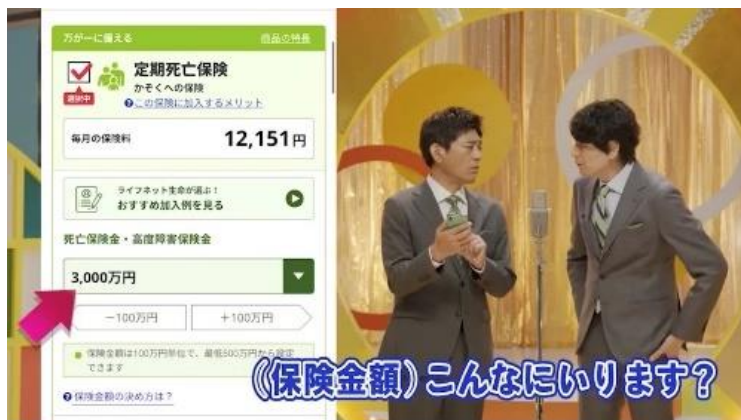 万が一に備える
商品の特長
選択中
定期死亡保険
かぞくへの保険
この保険に加入するメリット
毎月の保険料
12,151円
ライフネット生命が選ぶ!
おすすめ加入例を見る
死亡保険金・高度障害保険金
3,000万円
－100万円
＋100万円
保険金額は100万円単位で、最低500万円から設定
できます
保険金額の決め方は?
(保険金額)こんなにいります?